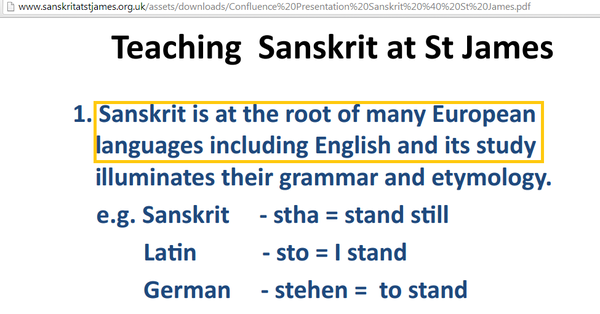 www.sanskritatstjames.org.uk/assets/downloads/Confluence%20Presentation%20Sanskrit%20%40%20St%20James.pdf
Teaching Sanskrit at St James
1. Sanskrit is at the root of many European
languages including English and its study
illuminates their grammar and etymology.
e.g. Sanskrit - stha = stand still
Latin - sto = I stand
German - stehen = to stand